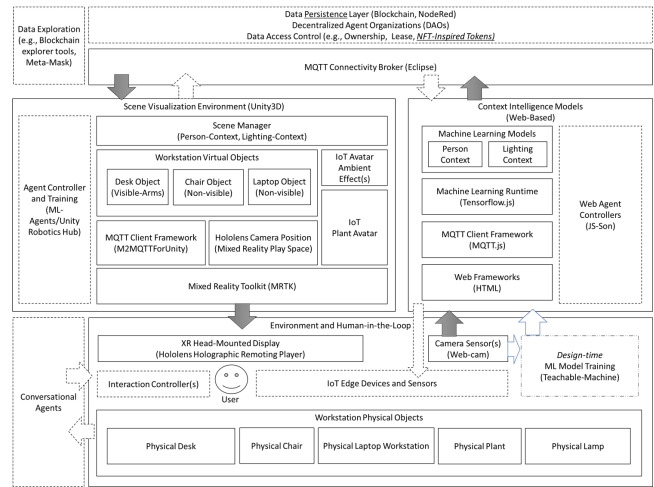 Data Exploration
(e.g., Blockchain
explorer tools,
Meta-Mask)
Data Persistence Layer (Blockchain, NodeRed)
Decentralized Agent Organizations (DAOs)
Data Access Control (e.g., Ownership, Lease, NFT-Inspired Tokens)
MQTT Connectivity Broker (Eclipse)
Scene Visualization Environment (Unity3D)
Agent Controller
and Training
(ML-
Agents/Unity
Robotics Hub)
Scene Manager
(Person-Context, Lighting-Context)
Workstation Virtual Objects
Desk Object
(Visible-Arms)
Chair Object
(Non-visible)
Laptop Object
(Non-visible)
IoT Avatar
Ambient
Effect(s)
IoT
Plant Avatar
MQTT Client Framework
(M2MQTTForUnity)
Hololens Camera Position
(Mixed Reality Play Space)
Mixed Reality Toolkit (MRTK)
Context Intelligence Models
(Web-Based)
Machine Learning Models
Person
Context
Lighting
Context
Machine Learning Runtime
(Tensorflow.js)
MQTT Client Framework
(MQTT.js)
Web Frameworks
(HTML)
Web Agent
Controllers
(JS-Son)
Environment and Human-in-the-Loop
XR Head-Mounted Display
(Hololens Holographic Remoting Player)
Camera Sensor(s)
(Web-cam)
Design-time
ML Model Training
(Teachable-Machine)
Conversational
Agents
Interaction Controller(s)
User
IoT Edge Devices and Sensors
Workstation Physical Objects
Physical Desk
Physical Chair
Physical Laptop Workstation
Physical Plant
Physical Lamp